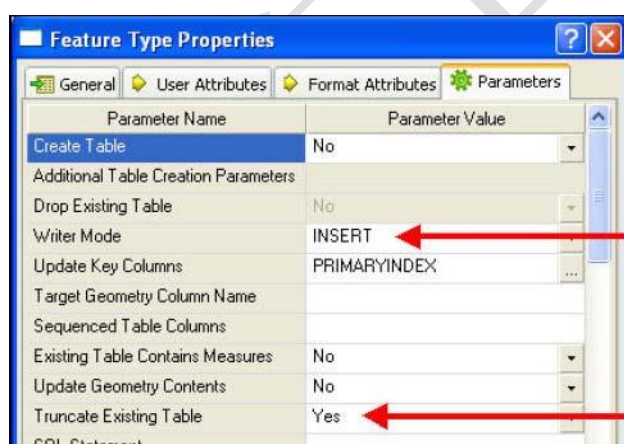 Feature Type Properties
General User Attributes Format Attributes Parameters
Parameter Name Parameter Value
Create Table No
Additional Table Creation Parameters
Drop Existing Table No
Writer Mode INSERT
Update Key Columns PRIMARYINDEX ...
Target Geometry Column Name
Sequenced Table Columns
Existing Table Contains Measures No
Update Geometry Contents No
Truncate Existing Table Yes
SQL Statement